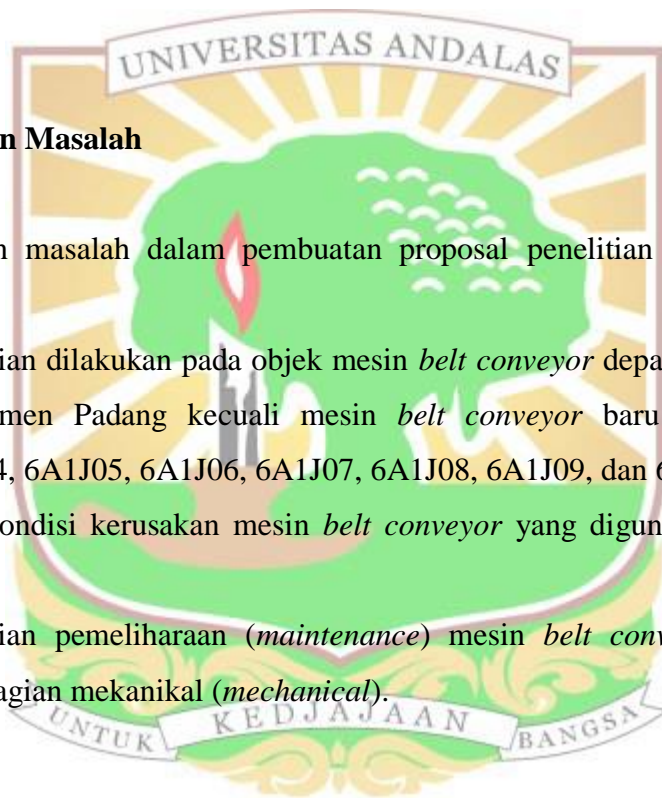 UNIVERSITAS ANDALAS
n Masalah
n masalah dalam pembuatan proposal penelitian
ian dilakukan pada objek mesin belt conveyor depa
men Padang kecuali mesin belt conveyor baru
4, 6A1J05, 6A1J06, 6A1J07, 6A1J08, 6A1J09, dan 6
ondisi kerusakan mesin belt conveyor yang digun
ian pemeliharaan (maintenance) mesin belt conv
agian mekanikal (mechanical).
UNTUK KEDJAJAAN BANGSA